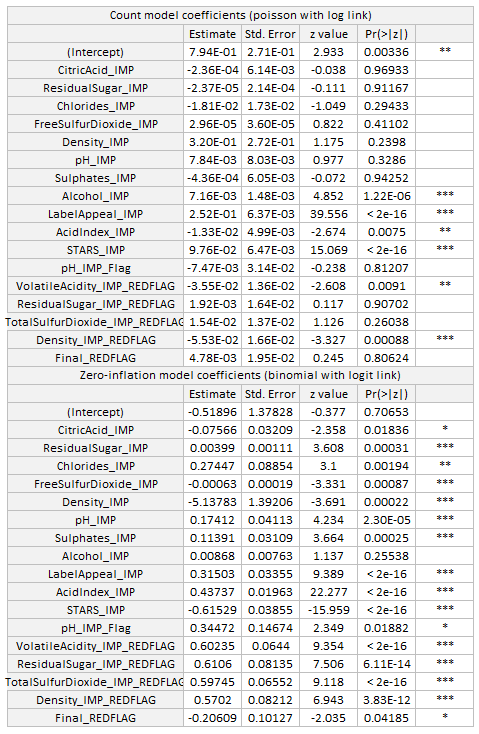 Count model coefficients (poisson with log link)
Estimate Std. Error z value Pr(>|z|)
(Intercept) 7.94E-01 2.71E-01 2.933 0.00336 **
CitricAcid_IMP -2.36E-04 6.14E-03 -0.038 0.96933
ResidualSugar_IMP -2.37E-05 2.14E-04 -0.111 0.91167
Chlorides_IMP -1.81E-02 1.73E-02 -1.049 0.29433
FreeSulfurDioxide_IMP 2.96E-05 3.60E-05 0.822 0.41102
Density_IMP 3.20E-01 2.72E-01 1.175 0.2398
pH_IMP 7.84E-03 8.03E-03 0.977 0.3286
Sulphates_IMP -4.36E-04 6.05E-03 -0.072 0.94252
Alcohol_IMP 7.16E-03 1.48E-03 4.852 1.22E-06 ***
LabelAppeal_IMP 2.52E-01 6.37E-03 39.556 < 2e-16 ***
AcidIndex_IMP -1.33E-02 4.99E-03 -2.674 0.0075 **
STARS_IMP 9.76E-02 6.47E-03 15.069 < 2e-16 ***
pH_IMP_Flag -7.47E-03 3.14E-02 -0.238 0.81207
VolatileAcidity_IMP_REDFLAG -3.55E-02 1.36E-02 -2.608 0.0091 **
ResidualSugar_IMP_REDFLAG 1.92E-03 1.64E-02 0.117 0.90702
TotalSulfurDioxide_IMP_REDFLAG 1.54E-02 1.37E-02 1.126 0.26038
Density_IMP_REDFLAG -5.53E-02 1.66E-02 -3.327 0.00088 ***
Final_REDFLAG 4.78E-03 1.95E-02 0.245 0.80624
Zero-inflation model coefficients (binomial with logit link)
Estimate Std. Error z value Pr(>|z|)
(Intercept) -0.51896 1.37828 -0.377 0.70653
CitricAcid_IMP -0.07566 0.03209 -2.358 0.01836 *
ResidualSugar_IMP 0.00399 0.00111 3.608 0.00031 ***
Chlorides_IMP 0.27447 0.08854 3.1 0.00194 **
FreeSulfurDioxide_IMP -0.00063 0.00019 -3.331 0.00087 ***
Density_IMP -5.13783 1.39206 -3.691 0.00022 ***
pH_IMP 0.17412 0.04113 4.234 2.30E-05 ***
Sulphates_IMP 0.11391 0.03109 3.664 0.00025 ***
Alcohol_IMP 0.00868 0.00763 1.137 0.25538
LabelAppeal_IMP 0.31503 0.03355 9.389 < 2e-16 ***
AcidIndex_IMP 0.43737 0.01963 22.277 < 2e-16 ***
STARS_IMP -0.61529 0.03855 -15.959 < 2e-16 ***
pH_IMP_Flag 0.34472 0.14674 2.349 0.01882 *
VolatileAcidity_IMP_REDFLAG 0.60235 0.0644 9.354 < 2e-16 ***
ResidualSugar_IMP_REDFLAG 0.6106 0.08135 7.506 6.11E-14 ***
TotalSulfurDioxide_IMP_REDFLAG 0.59745 0.06552 9.118 < 2e-16 ***
Density_IMP_REDFLAG 0.5702 0.08212 6.943 3.83E-12 ***
Final_REDFLAG -0.20609 0.10127 -2.035 0.04185 *